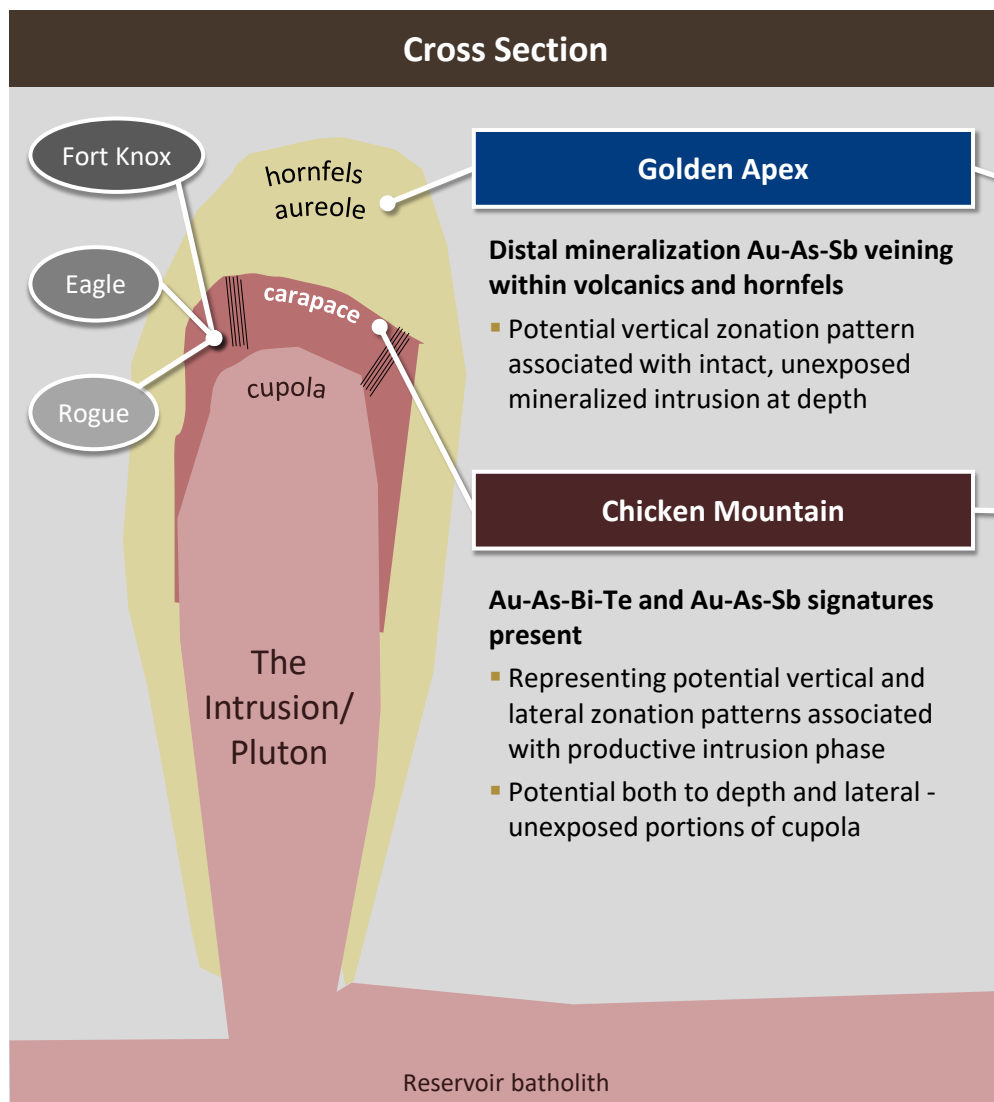 Cross Section
Fort Knox
Eagle
Rogue
hornfels
aureole
carapace
cupola
The
Intrusion/
Pluton
Reservoir batholith
Golden Apex
Distal mineralization Au-As-Sb veining
within volcanics and hornfels
▪ Potential vertical zonation pattern
associated with intact, unexposed
mineralized intrusion at depth
Chicken Mountain
Au-As-Bi-Te and Au-As-Sb signatures
present
▪ Representing potential vertical and
lateral zonation patterns associated
with productive intrusion phase
▪ Potential both to depth and lateral -
unexposed portions of cupola